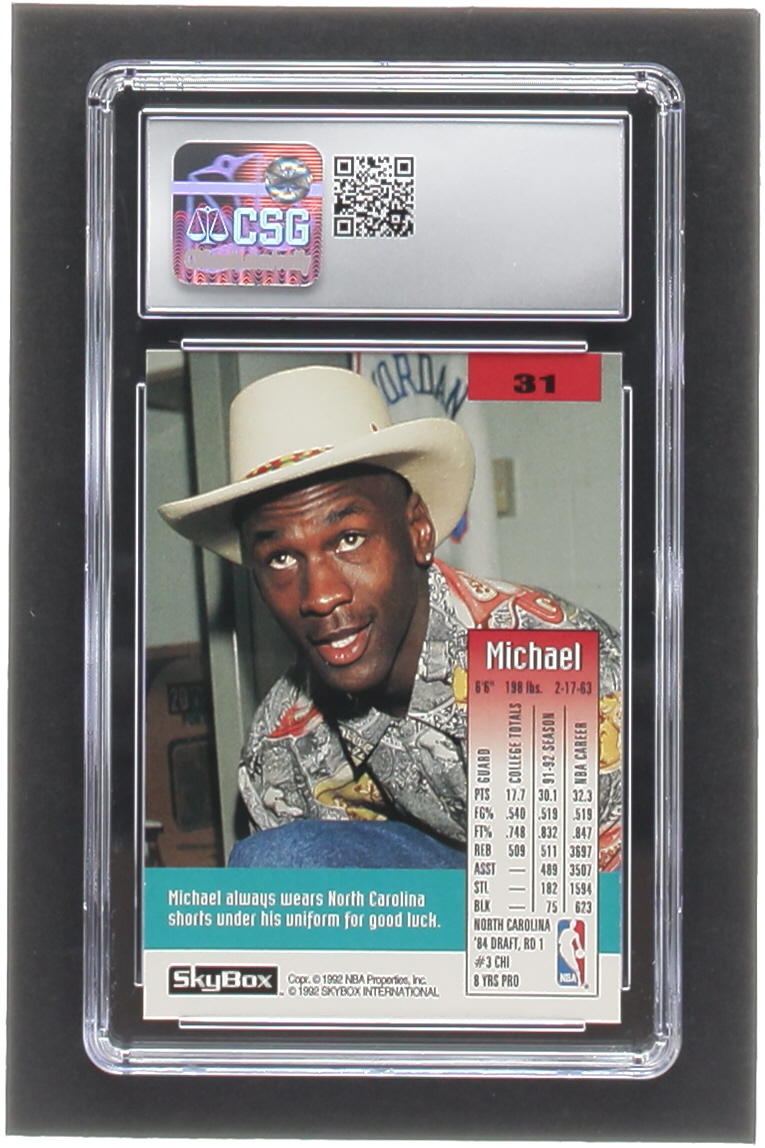 CSG
JORDAN
31
Michael
6'6" 198 lbs. 2-17-63
GUARD COLLEGE TOTALS 91-92 SEASON NBA CAREER
PTS 17.7 30.1 32.3
FG% .540 .519 .519
FT% .748 .832 .847
REB 509 511 3697
ASST — 489 3507
STL — 182 1594
BLK — 75 623
NORTH CAROLINA
'84 DRAFT, RD 1
#3 CHI
8 YRS PRO
NBA
Michael always wears North Carolina
shorts under his uniform for good luck.
SkyBox
Copr. © 1992 NBA Properties, Inc.
© 1992 SKYBOX INTERNATIONAL